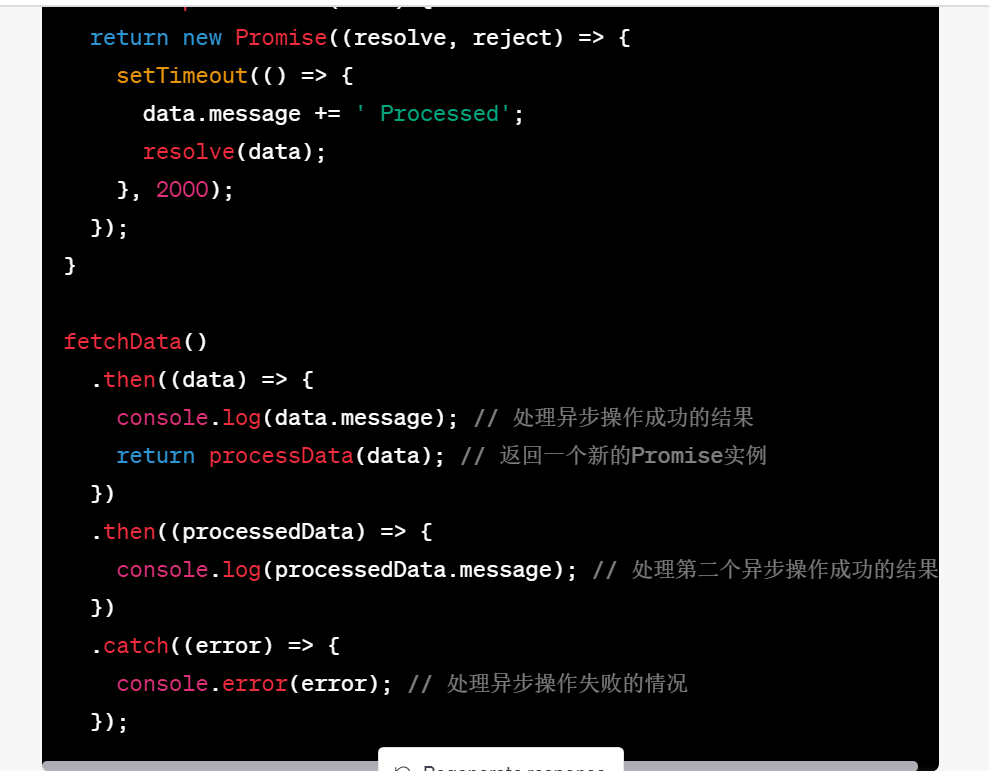 return new Promise((resolve, reject) => {
setTimeout(() => {
data.message += ' Processed';
resolve(data);
}, 2000);
});
}
fetchData()
.then((data) => {
console.log(data.message); // 处理异步操作成功的结果
return processData(data); // 返回一个新的Promise实例
})
.then((processedData) => {
console.log(processedData.message); // 处理第二个异步操作成功的结果
})
.catch((error) => {
console.error(error); // 处理异步操作失败的情况
});
Regenerate response